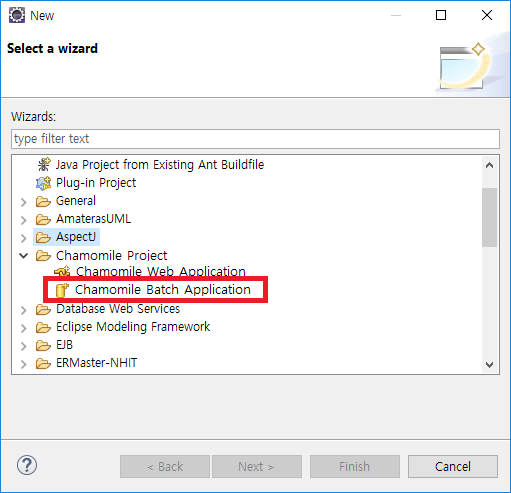 New
Select a wizard
Wizards:
type filter text
Java Project from Existing Ant Buildfile
Plug-in Project
General
AmaterasUML
AspectJ
Chamomile Project
Chamomile Web Application
Chamomile Batch Application
Database Web Services
Eclipse Modeling Framework
EJB
ERMaster-NHIT
?
< Back
Next >
Finish
Cancel